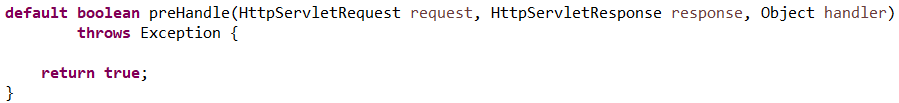 default boolean preHandle(HttpServletRequest request, HttpServletResponse response, Object handler)
        throws Exception {

    return true;
}